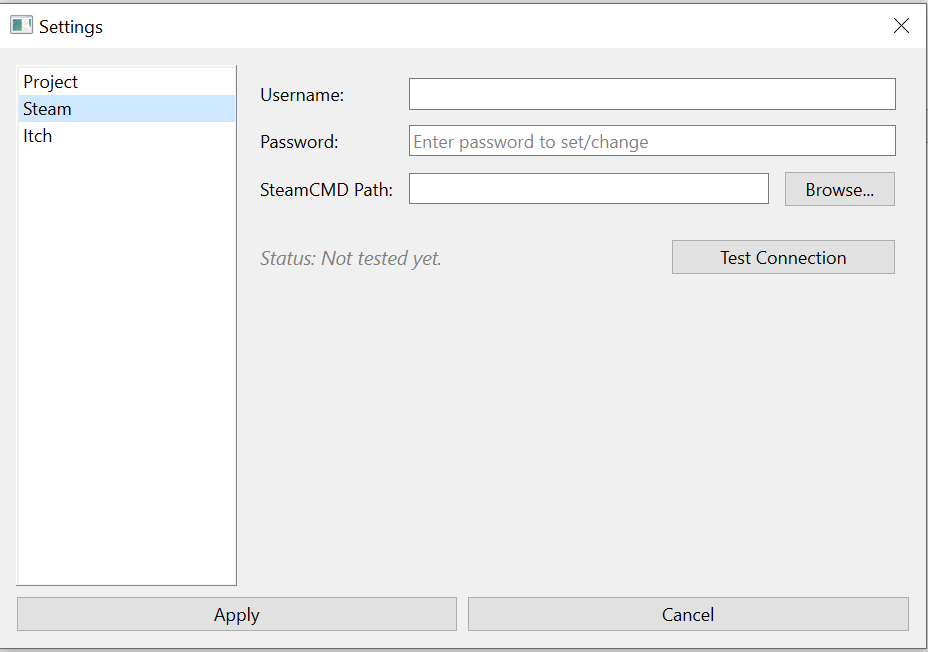 Settings
Project
Steam
Itch
Username:
Password: Enter password to set/change
SteamCMD Path: Browse...
Status: Not tested yet. Test Connection
Apply Cancel